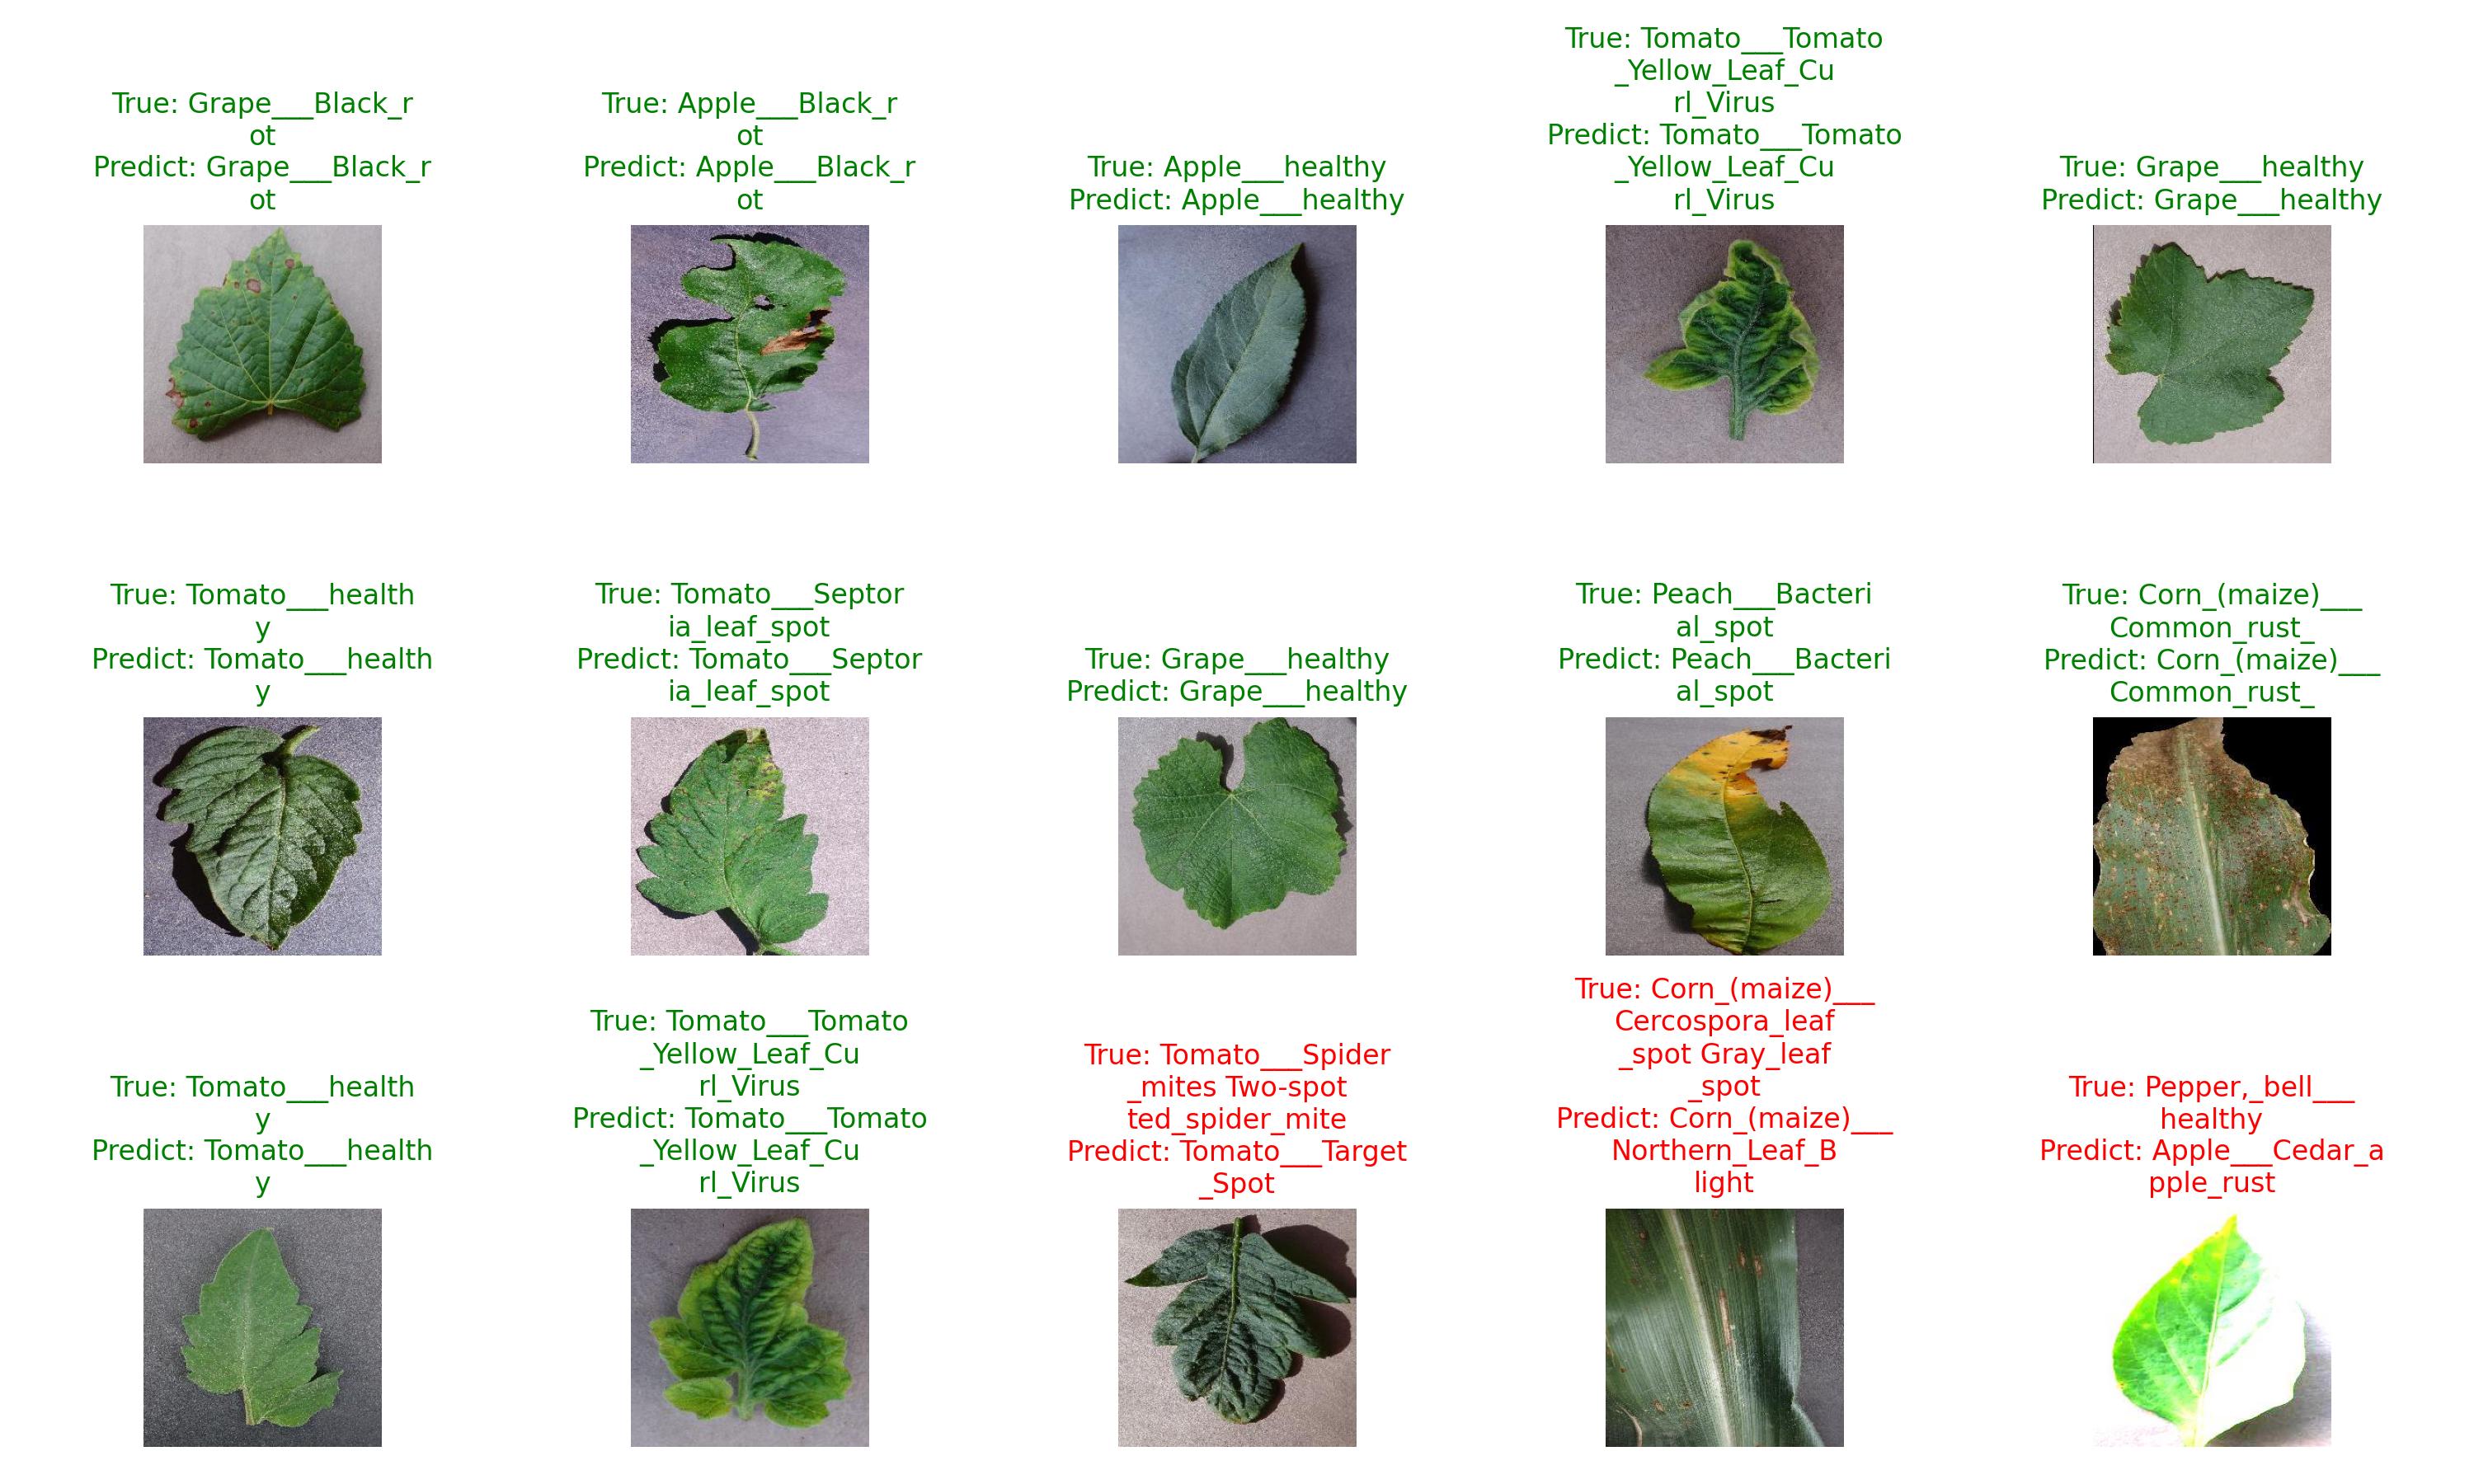 True: Grape___Black_r
ot
Predict: Grape___Black_r
ot
True: Apple___Black_r
ot
Predict: Apple___Black_r
ot
True: Apple___healthy
Predict: Apple___healthy
True: Tomato___Tomato
_Yellow_Leaf_Cu
rl_Virus
Predict: Tomato___Tomato
_Yellow_Leaf_Cu
rl_Virus
True: Grape___healthy
Predict: Grape___healthy
True: Tomato___health
y
Predict: Tomato___health
y
True: Tomato___Septor
ia_leaf_spot
Predict: Tomato___Septor
ia_leaf_spot
True: Grape___healthy
Predict: Grape___healthy
True: Peach___Bacteri
al_spot
Predict: Peach___Bacteri
al_spot
True: Corn_(maize)___
Common_rust_
Predict: Corn_(maize)___
Common_rust_
True: Tomato___health
y
Predict: Tomato___health
y
True: Tomato___Tomato
_Yellow_Leaf_Cu
rl_Virus
Predict: Tomato___Tomato
_Yellow_Leaf_Cu
rl_Virus
True: Tomato___Spider
_mites Two-spot
ted_spider_mite
Predict: Tomato___Target
_Spot
True: Corn_(maize)___
Cercospora_leaf
_spot Gray_leaf
_spot
Predict: Corn_(maize)___
Northern_Leaf_B
light
True: Pepper,_bell___
healthy
Predict: Apple___Cedar_a
pple_rust